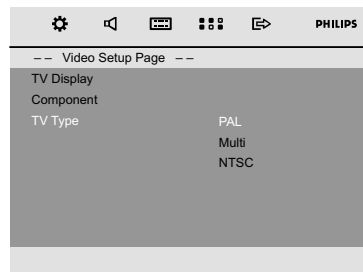 PHILIPS
-- Video Setup Page --
TV Display
Component
TV Type PAL
Multi
NTSC